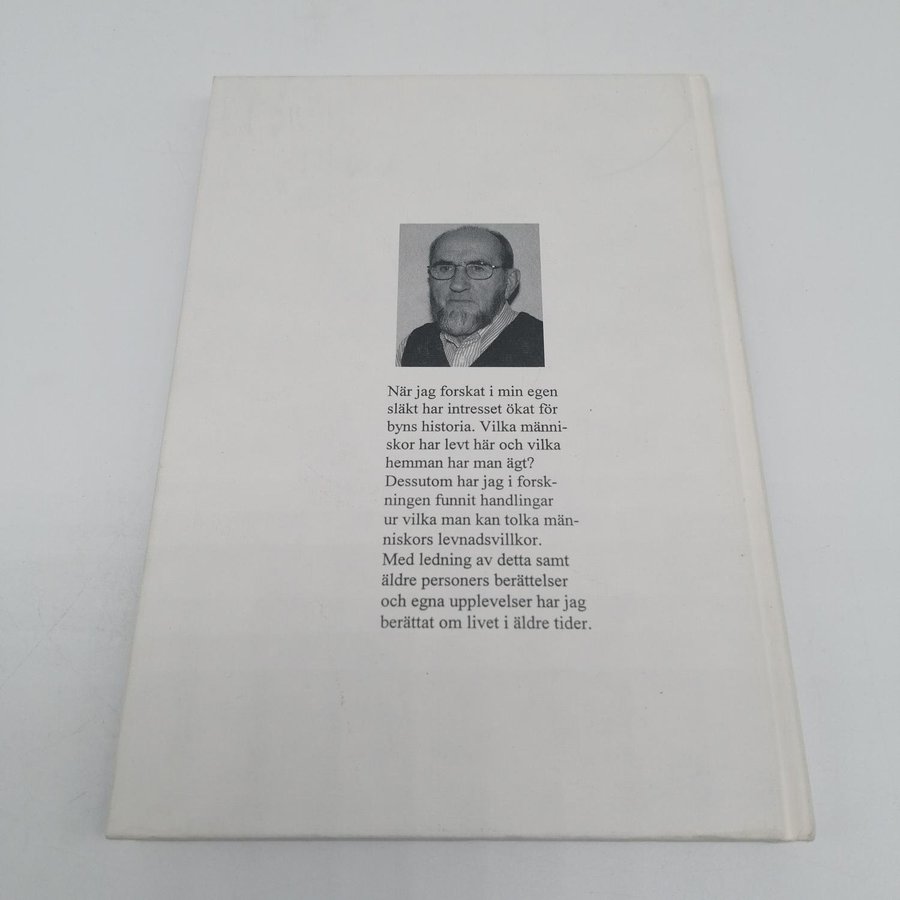 När jag forskat i min egen
släkt har intresset ökat för
byns historia. Vilka männi-
skor har levt här och vilka
hemman har man ägt?
Dessutom har jag i forsk-
ningen funnit handlingar
ur vilka man kan tolka män-
niskors levnadsvillkor.
Med ledning av detta samt
äldre personers berättelser
och egna upplevelser har jag
berättat om livet i äldre tider.